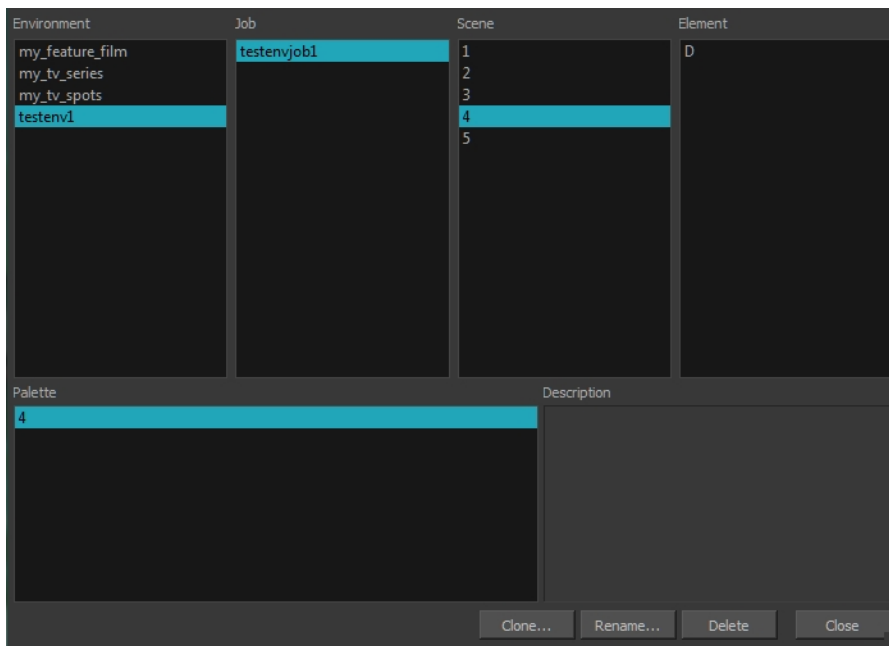 Environment Job Scene Element
my_feature_film testenvjob1 1 D
my_tv_series 2
my_tv_spots 3
testenv1 4
5
Palette Description
4
Clone... Rename... Delete Close